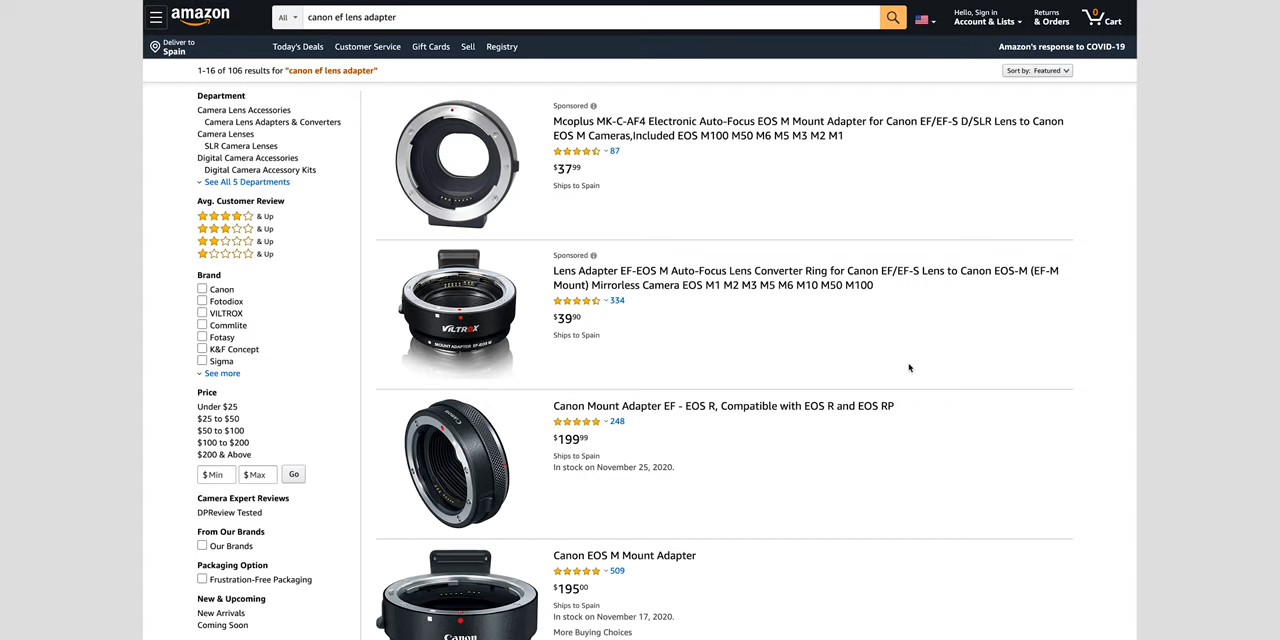 amazon
All
canon ef lens adapter
Hello, Sign in
Account & Lists
Returns
& Orders
0
Cart
Deliver to
Spain
Today's Deals
Customer Service
Gift Cards
Sell
Registry
Amazon's response to COVID-19
1-16 of 106 results for "canon ef lens adapter"
Sort by: Featured
Department
Camera Lens Accessories
Camera Lens Adapters & Converters
Camera Lenses
SLR Camera Lenses
Digital Camera Accessories
Digital Camera Accessory Kits
See All 5 Departments
Avg. Customer Review
& Up
& Up
& Up
& Up
Brand
Canon
Fotodiox
VILTROX
Commlite
Fotasy
K&F Concept
Sigma
See more
Price
Under $25
$25 to $50
$50 to $100
$100 to $200
$200 & Above
$ Min
$ Max
Go
Camera Expert Reviews
DPReview Tested
From Our Brands
Our Brands
Packaging Option
Frustration-Free Packaging
New & Upcoming
New Arrivals
Coming Soon
Sponsored
Mcoplus MK-C-AF4 Electronic Auto-Focus EOS M Mount Adapter for Canon EF/EF-S D/SLR Lens to Canon
EOS M Cameras,Included EOS M100 M50 M6 M5 M3 M2 M1
87
$37.99
Ships to Spain
Sponsored
Lens Adapter EF-EOS M Auto-Focus Lens Converter Ring for Canon EF/EF-S Lens to Canon EOS-M (EF-M
Mount) Mirrorless Camera EOS M1 M2 M3 M5 M6 M10 M50 M100
334
$39.90
Ships to Spain
VILTROX
MOUNT ADAPTER EF-EOS M
Canon Mount Adapter EF - EOS R, Compatible with EOS R and EOS RP
248
$199.99
Ships to Spain
In stock on November 25, 2020.
Canon
Canon EOS M Mount Adapter
509
$195.00
Ships to Spain
In stock on November 17, 2020.
More Buying Choices
Canon